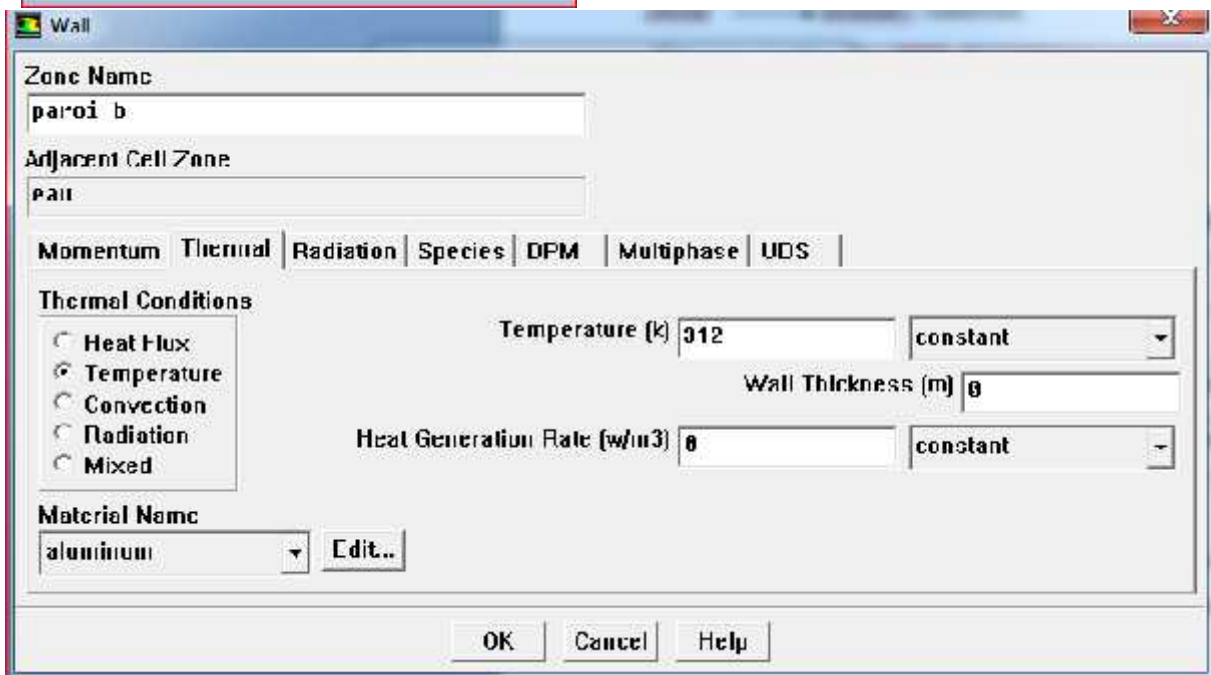 Wall
Zone Name
paroi b
Adjacent Cell Zone
eau
Momentum Thermal Radiation Species DPM Multiphase UDS
Thermal Conditions
Heat Flux
Temperature
Convection
Radiation
Mixed
Temperature (k) 312 constant
Wall Thickness (m) 0
Heat Generation Rate (w/m3) 0 constant
Material Name
aluminum Edit...
OK Cancel Help